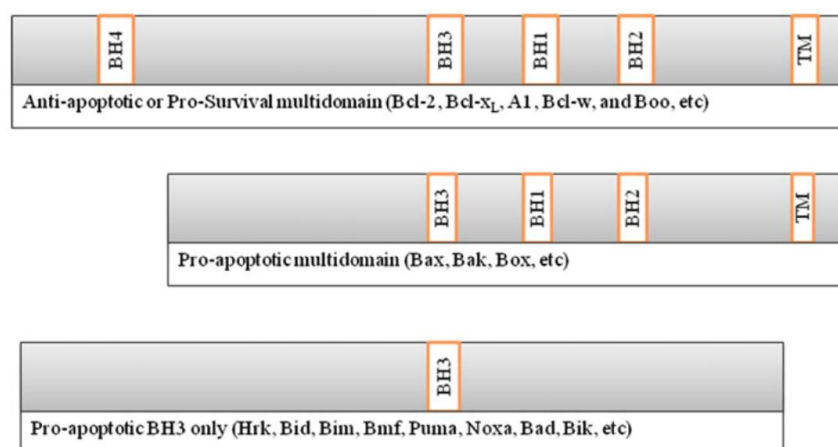 BH4 BH3 BH1 BH2 TM
Anti-apoptotic or Pro-Survival multidomain (Bcl-2, Bcl-xL, A1, Bcl-w, and Boo, etc)
BH3 BH1 BH2 TM
Pro-apoptotic multidomain (Bax, Bak, Box, etc)
BH3
Pro-apoptotic BH3 only (Hrk, Bid, Bim, Bmf, Puma, Noxa, Bad, Bik, etc)